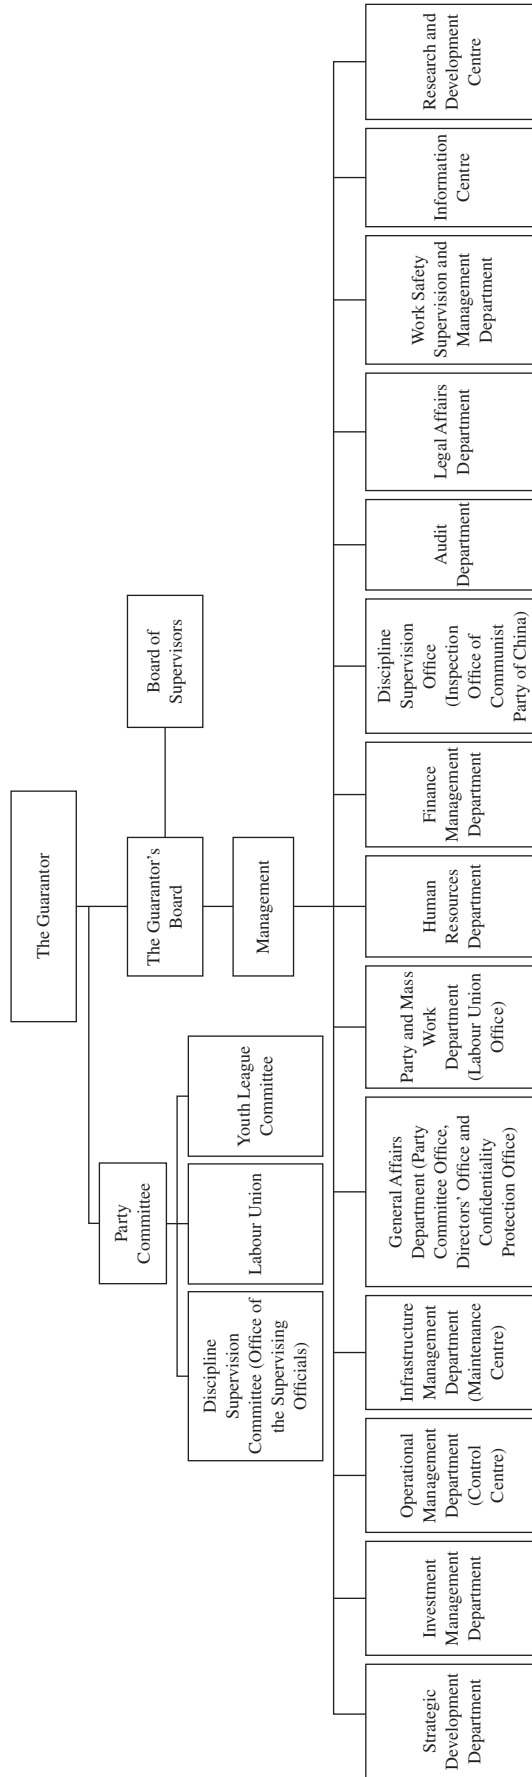 The Guarantor
Party
Committee
The Guarantor's
Board
Board of
Supervisors
Discipline
Supervision
Committee (Office of
the Supervising
Officials)
Labour Union
Youth League
Committee
Management
Strategic
Development
Department
Investment
Management
Department
Operational
Management
Department
(Control
Centre)
Infrastructure
Management
Department
(Maintenance
Centre)
General Affairs
Department (Party
Committee Office,
Directors' Office and
Confidentiality
Protection Office)
Party and Mass
Work
Department
(Labour Union
Office)
Human
Resources
Department
Finance
Management
Department
Discipline
Supervision
Office
(Inspection
Office of
Communist
Party of China)
Audit
Department
Legal Affairs
Department
Work Safety
Supervision and
Management
Department
Information
Centre
Research and
Development
Centre